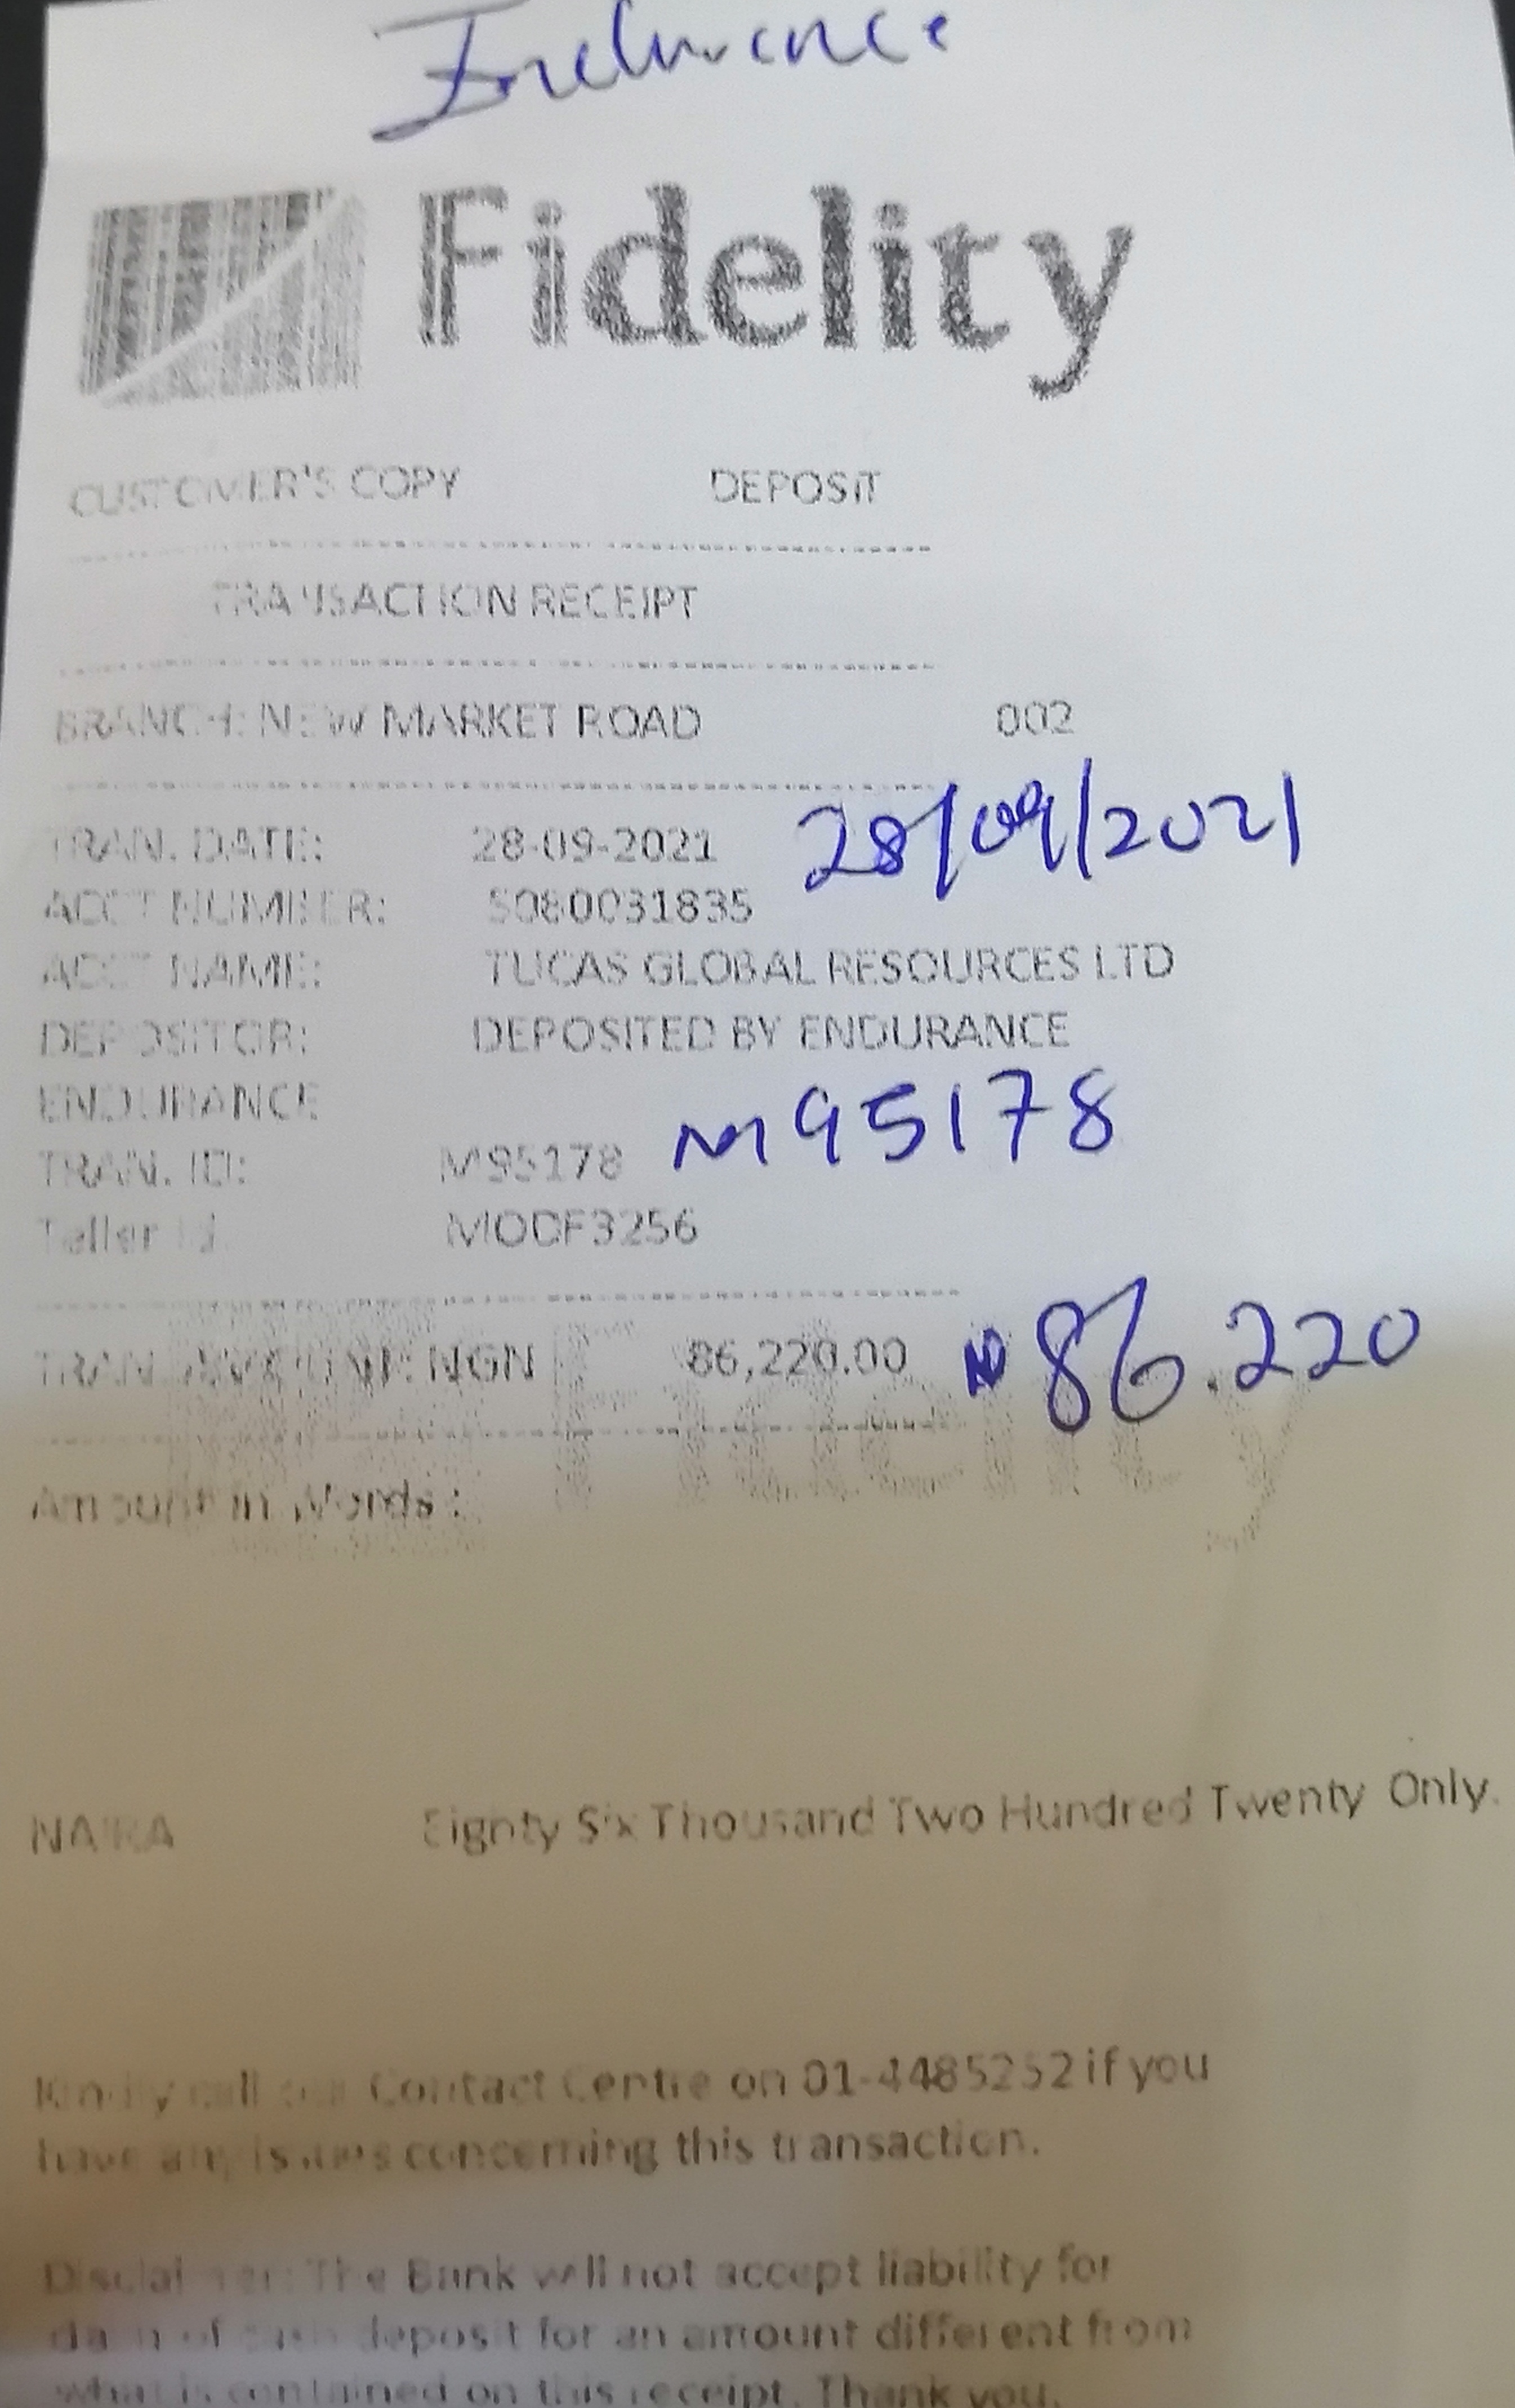 Endurance
Fidelity
CUSTOMER'S COPY DEPOSIT
TRANSACTION RECEIPT
BRANCH: NEW MARKET ROAD 002
TRAN. DATE: 28-09-2021 28/09/2021
ACCT NUMBER: 5080031835
ACCT NAME: TUCAS GLOBAL RESOURCES LTD
DEPOSITOR: DEPOSITED BY ENDURANCE
ENDURANCE
TRAN. ID: M95178 M95178
Teller Id. MODF3256
TRAN. AMOUNT: NGN 86,220.00 N86.220
Fidelity
Amount in Words :
NAIRA Eighty Six Thousand Two Hundred Twenty Only.
Kindly call our Contact Centre on 01-4485252 if you
have any issues concerning this transaction.
Disclaimer: The Bank will not accept liability for
claim of cash deposit for an amount different from
what is contained on this receipt. Thank you.